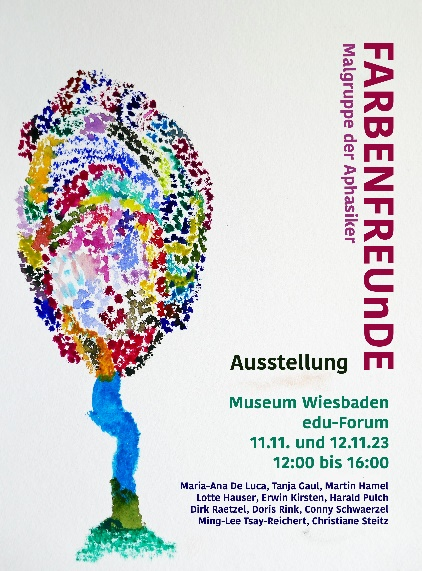 FARBENFREUnDE
Malgruppe der Aphasiker
Ausstellung
Museum Wiesbaden
edu-Forum
11.11. und 12.11.23
12:00 bis 16:00
Maria-Ana De Luca, Tanja Gaul, Martin Hamel
Lotte Hauser, Erwin Kirsten, Harald Pulch
Dirk Raetzel, Doris Rink, Conny Schwaerzel
Ming-Lee Tsay-Reichert, Christiane Steitz